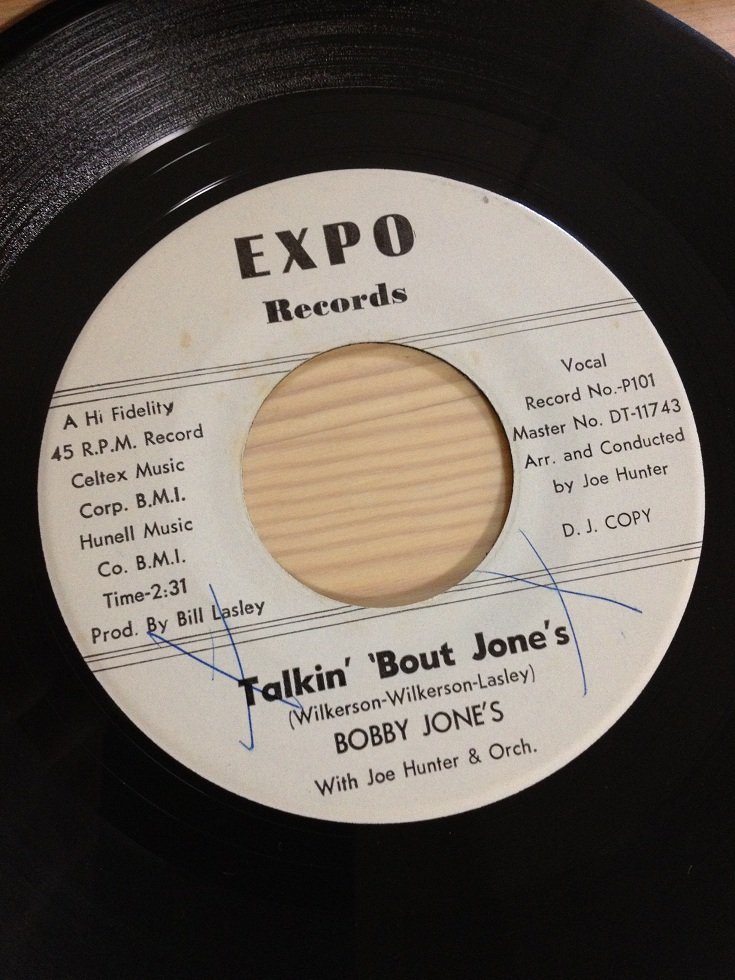 EXPO
Records
A Hi Fidelity
45 R.P.M. Record
Celtex Music
Corp. B.M.I.
Hunell Music
Co. B.M.I.
Time-2:31
Prod. By Bill Lasley
Vocal
Record No.-P101
Master No. DT-11743
Arr. and Conducted
by Joe Hunter
D. J. COPY
Talkin' 'Bout Jone's
(Wilkerson-Wilkerson-Lasley)
BOBBY JONE'S
With Joe Hunter & Orch.